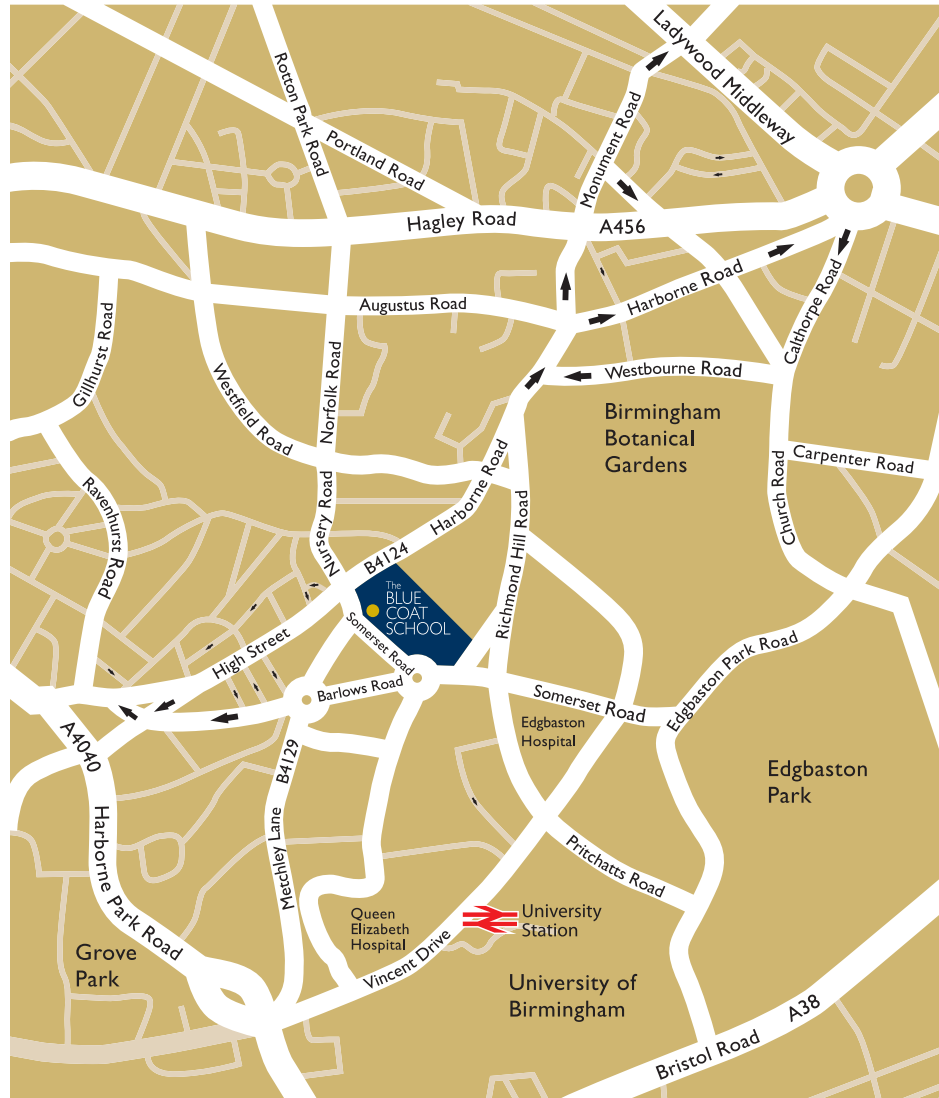 Ladywood Middleway
Rotton Park Road
Portland Road
Monument Road
Hagley Road
A456
Harborne Road
Calthorpe Road
Augustus Road
Gillhurst Road
Norfolk Road
Westfield Road
Westbourne Road
Birmingham
Botanical
Gardens
Carpenter Road
Church Road
Ravenhurst Road
Nursery Road
Harborne Road
B4124
Richmond Hill Road
The
BLUE
COAT
SCHOOL
High Street
Somerset Road
Barlows Road
Somerset Road
Edgbaston Park Road
Edgbaston
Hospital
A4040
B4129
Edgbaston
Park
Harborne Park Road
Metchley Lane
Pritchatts Road
Queen
Elizabeth
Hospital
University
Station
Vincent Drive
Grove
Park
University of
Birmingham
A38
Bristol Road